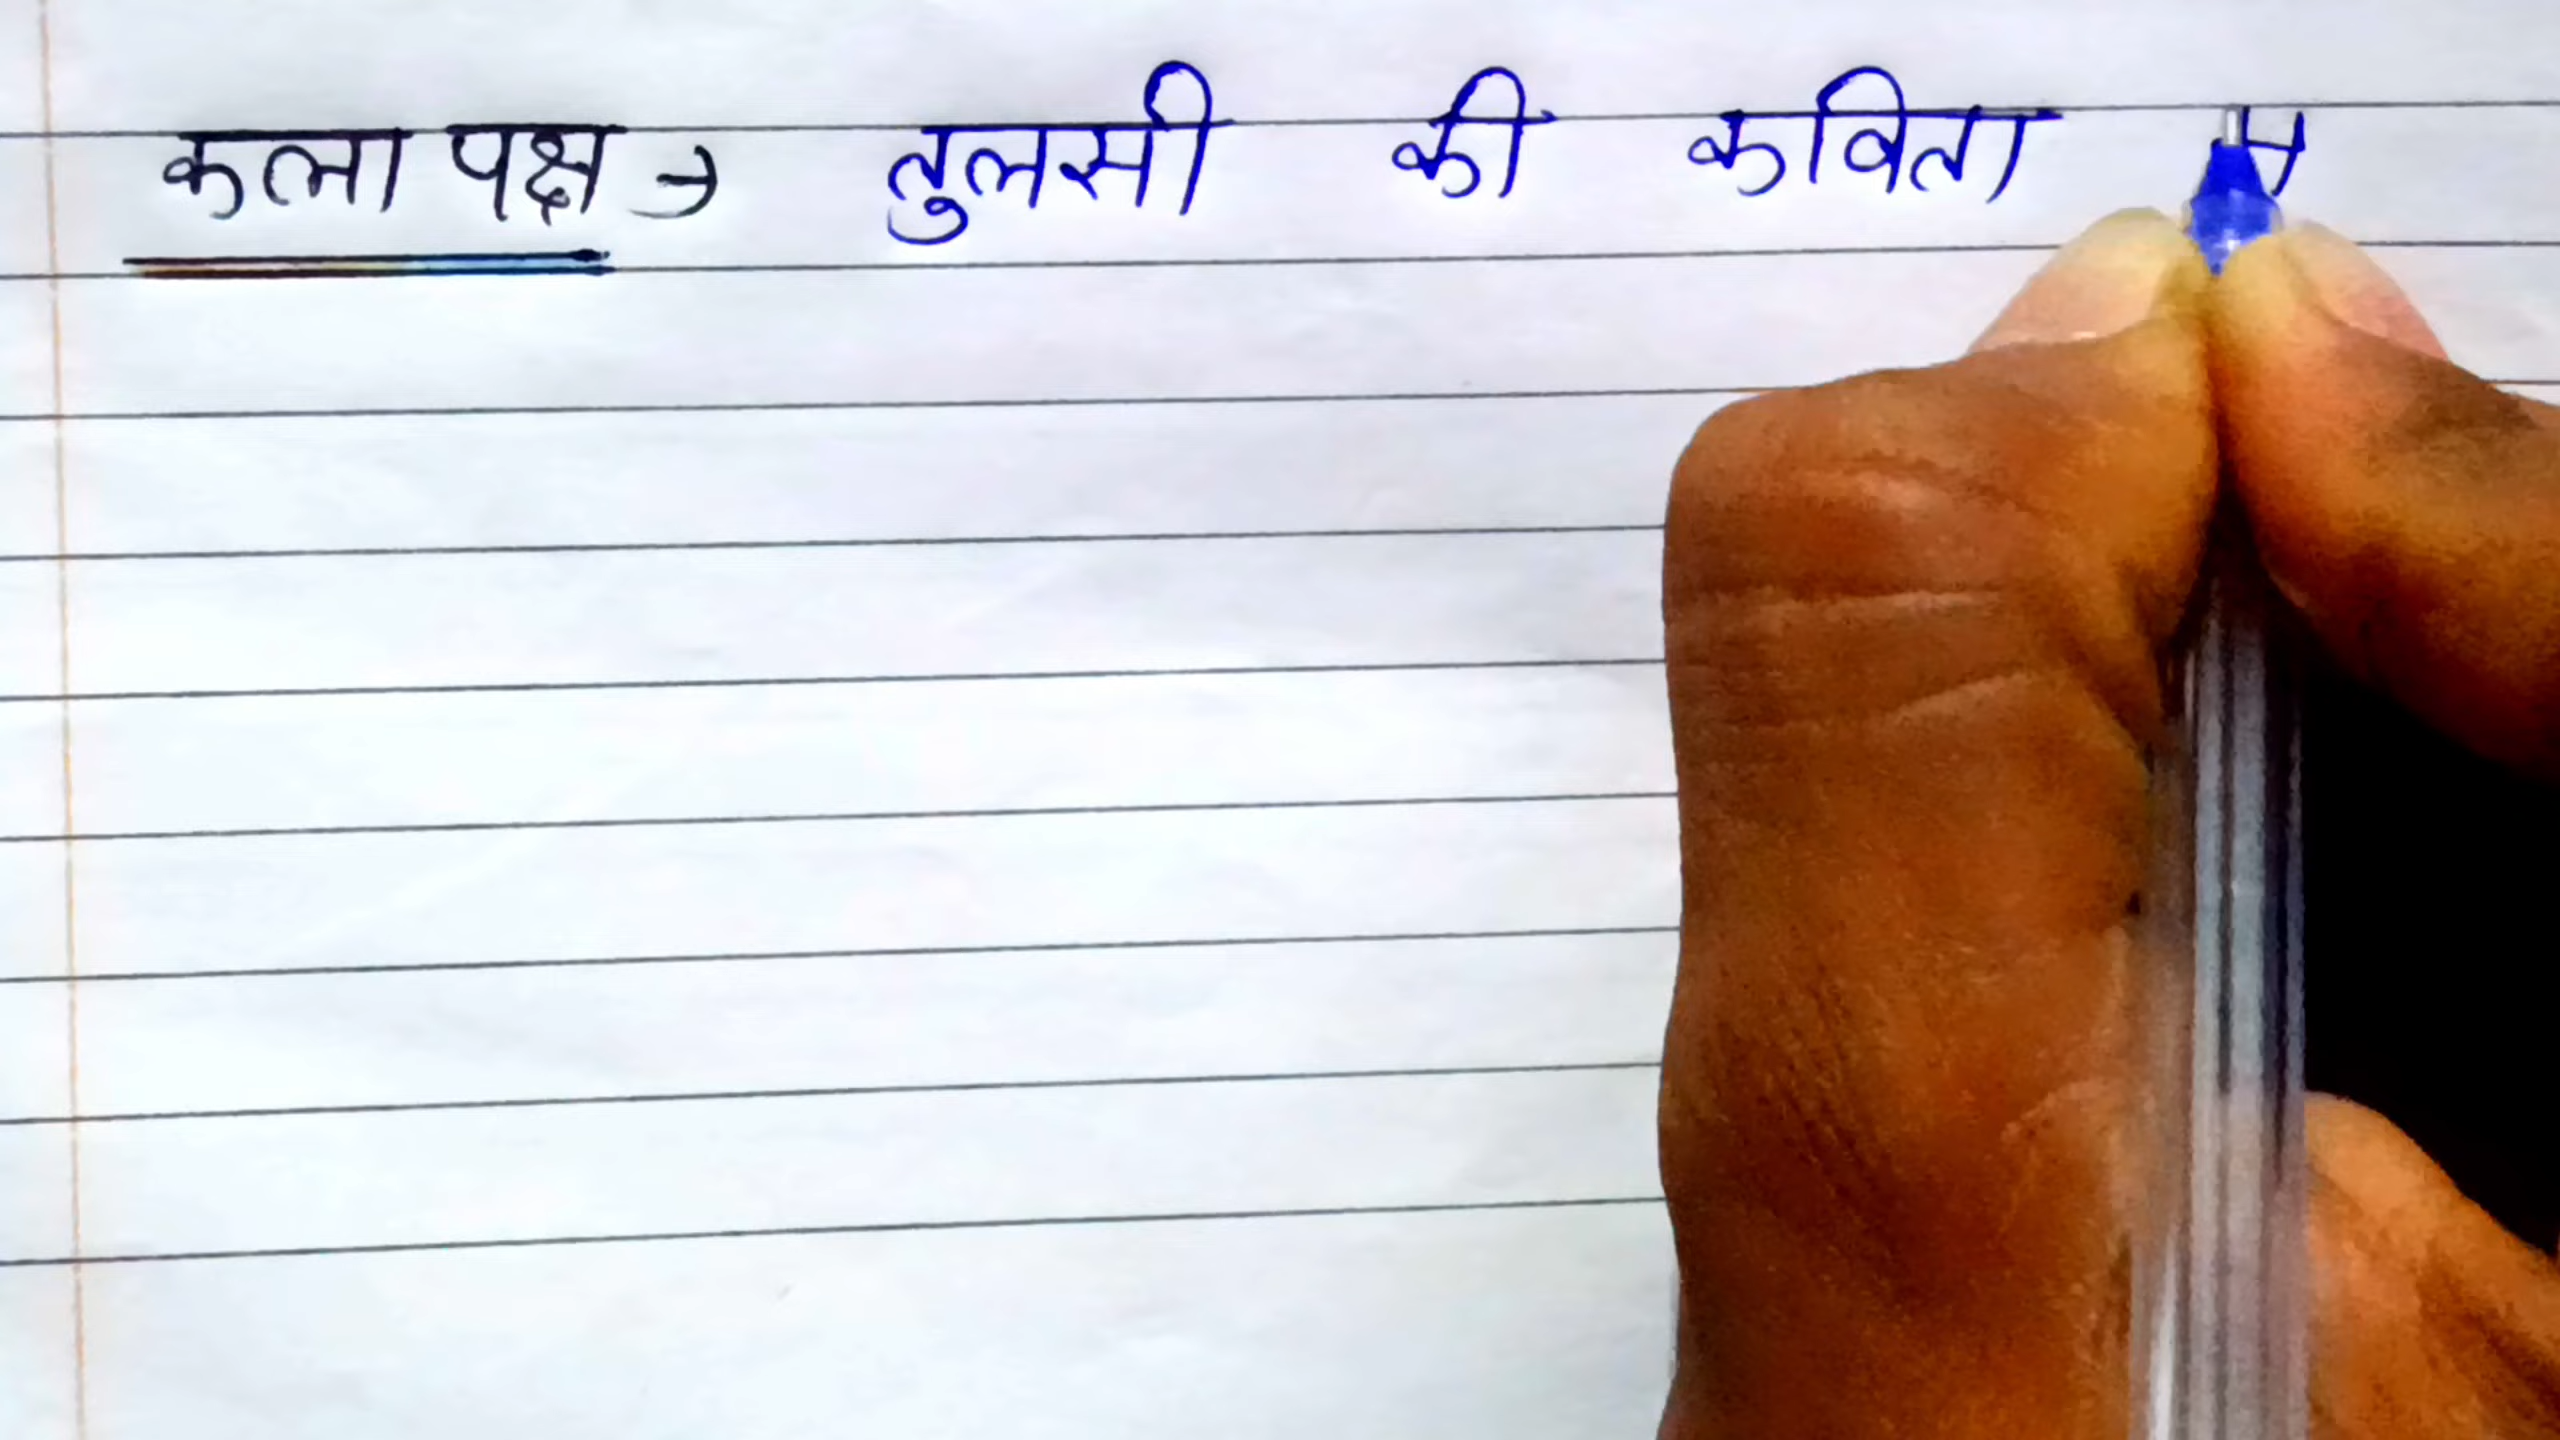 कला पक्ष → तुलसी की कविता